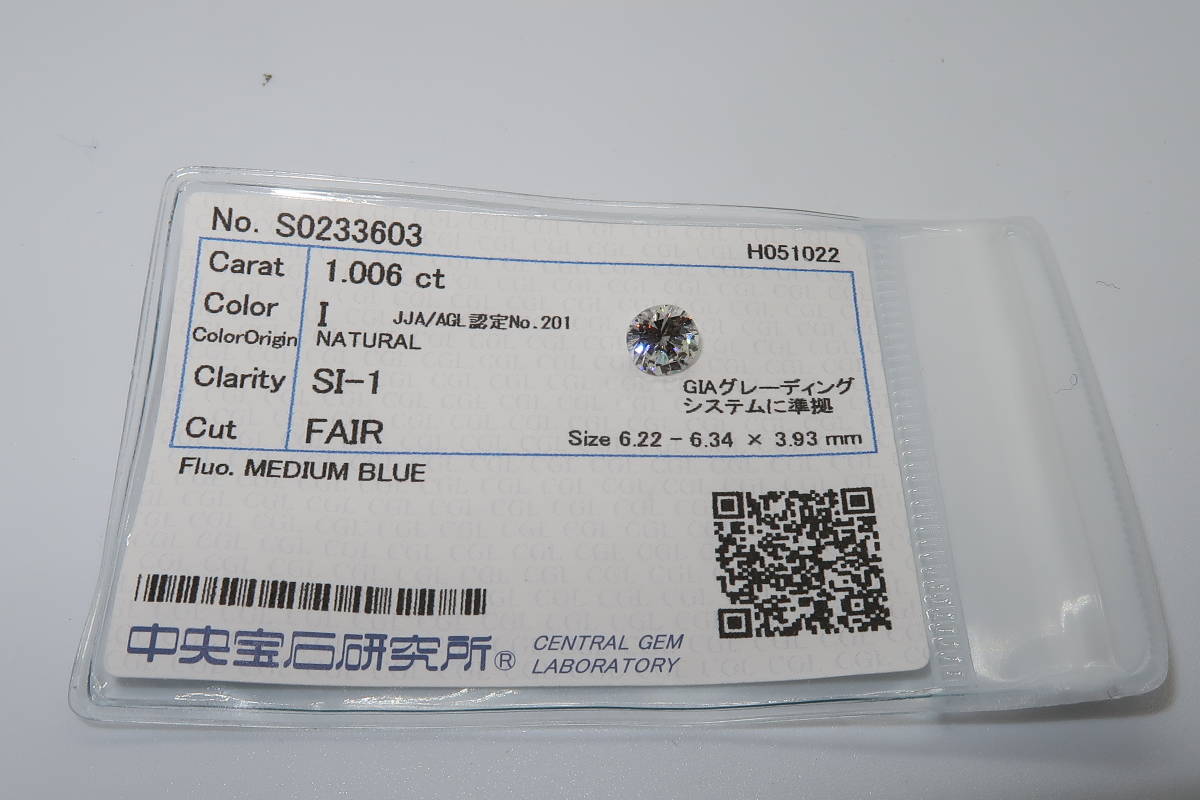 No. S0233603
H051022
Carat 1.006 ct
Color I JJA/AGL認定No.201
ColorOrigin NATURAL
Clarity SI-1
GIAグレーディング
システムに準拠
Cut FAIR
Size 6.22 - 6.34 × 3.93 mm
Fluo. MEDIUM BLUE
中央宝石研究所® CENTRAL GEM
LABORATORY